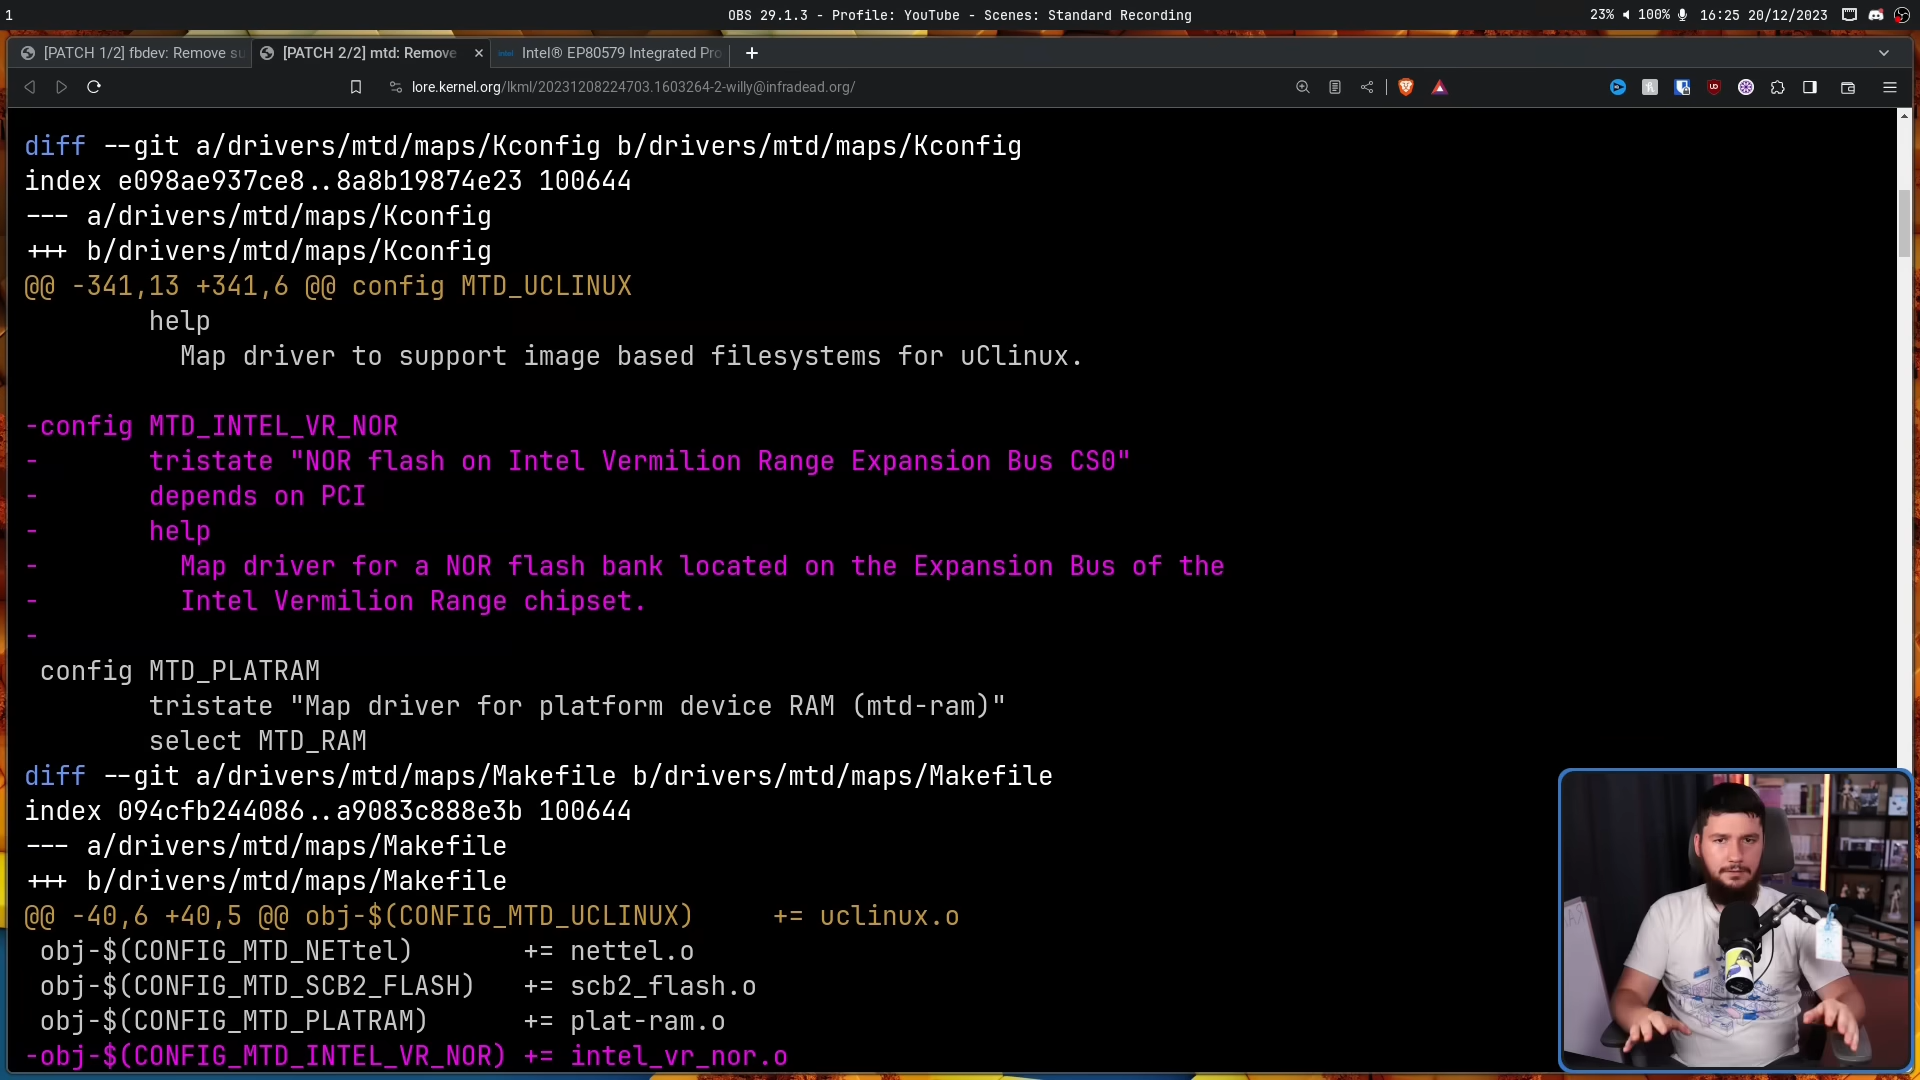 1
OBS 29.1.3 - Profile: YouTube - Scenes: Standard Recording
23% 100% 16:25 20/12/2023
[PATCH 1/2] fbdev: Remove su
[PATCH 2/2] mtd: Remove
Intel® EP80579 Integrated Pro
lore.kernel.org/lkml/20231208224703.1603264-2-willy@infradead.org/
diff --git a/drivers/mtd/maps/Kconfig b/drivers/mtd/maps/Kconfig
index e098ae937ce8..8a8b19874e23 100644
--- a/drivers/mtd/maps/Kconfig
+++ b/drivers/mtd/maps/Kconfig
@@ -341,13 +341,6 @@ config MTD_UCLINUX
help
Map driver to support image based filesystems for uClinux.
-config MTD_INTEL_VR_NOR
- tristate "NOR flash on Intel Vermilion Range Expansion Bus CS0"
- depends on PCI
- help
- Map driver for a NOR flash bank located on the Expansion Bus of the
- Intel Vermilion Range chipset.
-
config MTD_PLATRAM
tristate "Map driver for platform device RAM (mtd-ram)"
select MTD_RAM
diff --git a/drivers/mtd/maps/Makefile b/drivers/mtd/maps/Makefile
index 094cfb244086..a9083c888e3b 100644
--- a/drivers/mtd/maps/Makefile
+++ b/drivers/mtd/maps/Makefile
@@ -40,6 +40,5 @@ obj-$(CONFIG_MTD_UCLINUX) += uclinux.o
obj-$(CONFIG_MTD_NETtel) += nettel.o
obj-$(CONFIG_MTD_SCB2_FLASH) += scb2_flash.o
obj-$(CONFIG_MTD_PLATRAM) += plat-ram.o
-obj-$(CONFIG_MTD_INTEL_VR_NOR) += intel_vr_nor.o